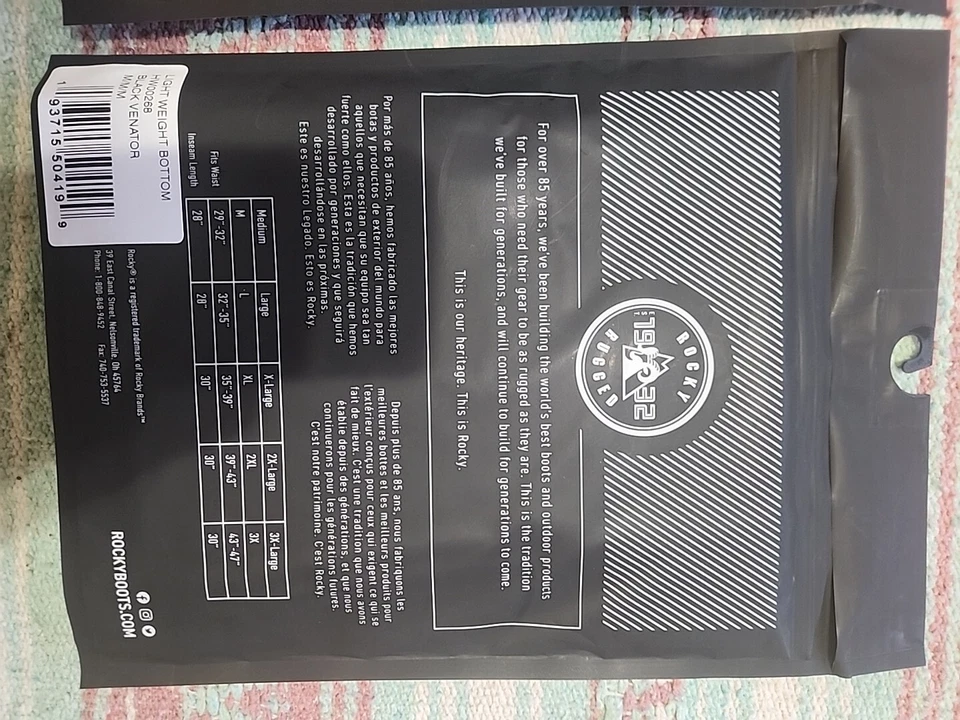 ROCKY
EST
1932
RUGGED
For over 85 years, we've been building the world's best boots and outdoor products
for those who need their gear to be as rugged as they are. This is the tradition
we've built for generations, and will continue to build for generations to come.
This is our heritage. This is Rocky.
Por más de 85 años, hemos fabricado las mejores
botas y productos de exterior del mundo para
aquellos que necesitan que su equipo sea tan
fuerte como ellos. Esta es la tradición que hemos
desarrollado por generaciones y que seguirá
desarrollándose en las próximas.
Este es nuestro Legado. Esto es Rocky.
Depuis plus de 85 ans, nous fabriquons les
meilleures bottes et les meilleurs produits pour
l'extérieur conçus pour ceux qui exigent ce qui se
fait de mieux. C'est une tradition que nous avons
établie depuis des générations, et que nous
continuerons pour les générations futures.
C'est notre patrimoine. C'est Rocky.
Medium Large X-Large 2X-Large 3X-Large
M L XL 2XL 3X
Fits Waist 29"-32" 32"-35" 35"-39" 39"-43" 43"-47"
Inseam Length 28" 28" 30" 30" 30"
LIGHT WEIGHT BOTTOM
HW00268
BLACK VENATOR
M/WM
1 93715 50419 9
Rocky® is a registered trademark of Rocky Brands™
39 East Canal Street, Nelsonville, Oh 45764
Phone: 1-800-848-9452 Fax: 740-753-5537
ROCKYBOOTS.COM